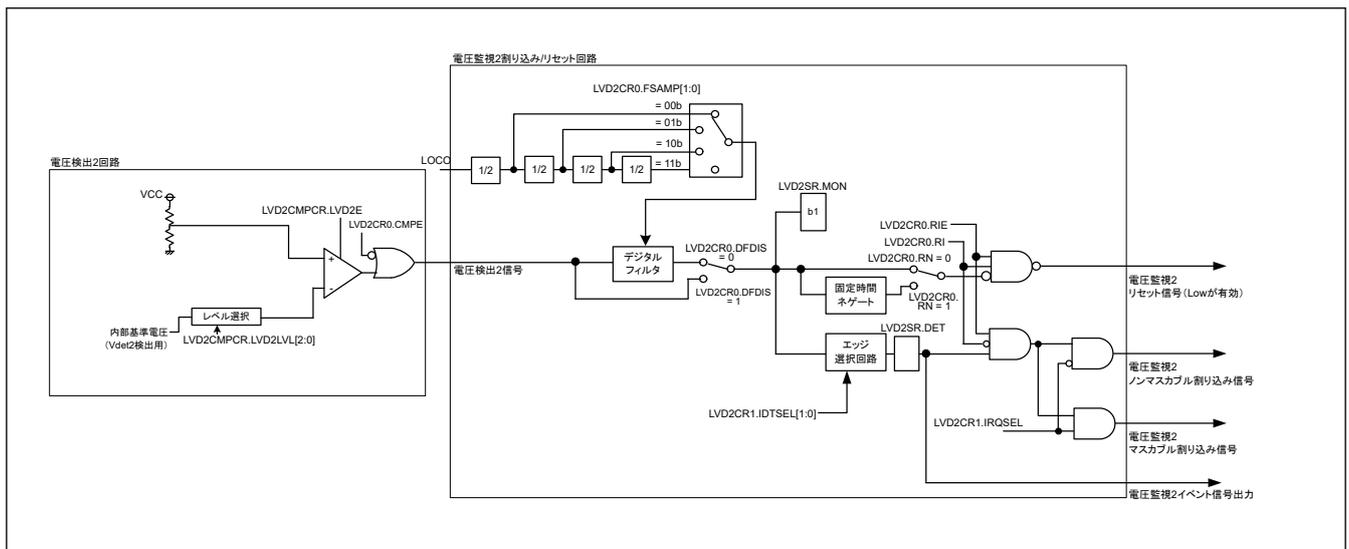 電圧監視2割り込み/リセット回路
LVD2CR0.FSAMP[1:0]
= 00b
= 01b
= 10b
= 11b
LOCO
1/2
1/2
1/2
1/2
電圧検出2回路
VCC
LVD2CMPCR.LVD2E
LVD2CR0.CMPE
+
-
レベル選択
内部基準電圧
(Vdet2検出用)
LVD2CMPCR.LVD2LVL[2:0]
電圧検出2信号
デジタル
フィルタ
LVD2CR0.DFDIS
= 0
LVD2CR0.DFDIS
= 1
LVD2SR.MON
b1
LVD2CR0.RIE
LVD2CR0.RI
LVD2CR0.RN = 0
固定時間
ネゲート
LVD2CR0.
RN = 1
エッジ
選択回路
LVD2SR.DET
LVD2CR1.IDTSEL[1:0]
LVD2CR1.IRQSEL
電圧監視2
リセット信号(Lowが有効)
電圧監視2
ノンマスカブル割り込み信号
電圧監視2
マスカブル割り込み信号
電圧監視2イベント信号出力